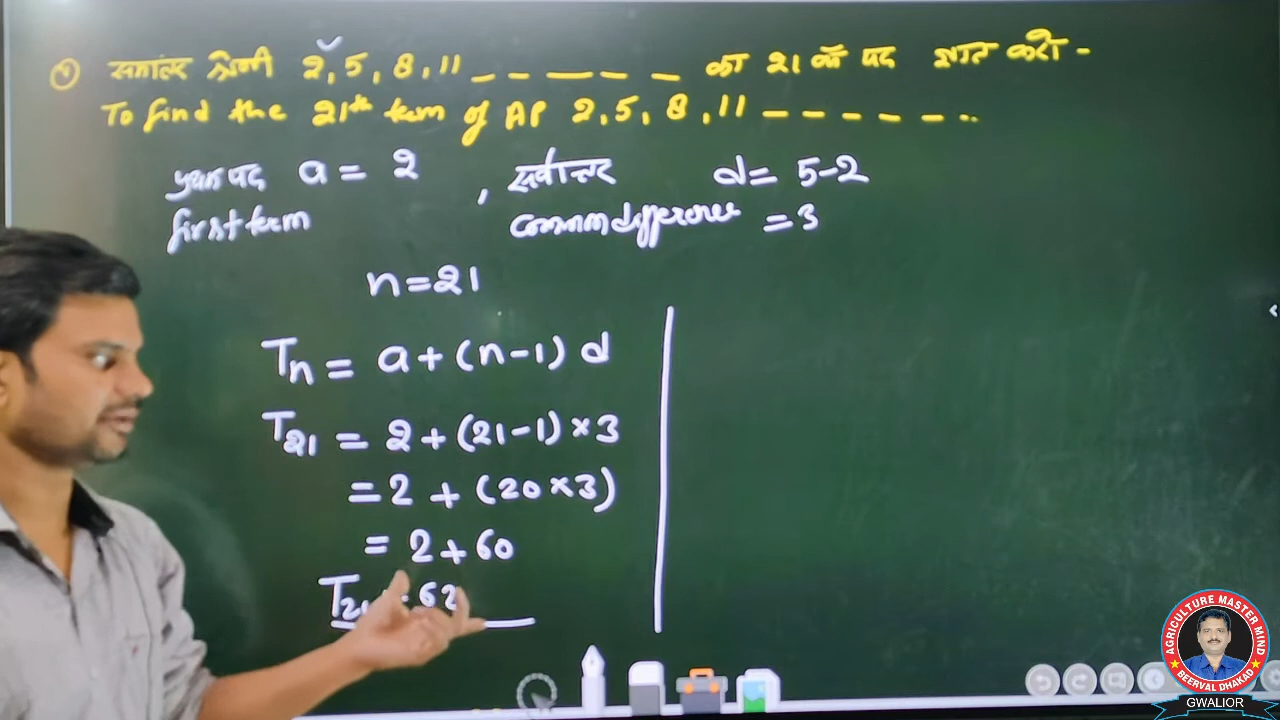 समांतर श्रेणी 2, 5, 8, 11 _ _ _ _ _ का 21 वाँ पद ज्ञात करो -
To find the 21th term of AP 2, 5, 8, 11 - - - - - ..
प्रथम पद a = 2 , सर्वान्तर d = 5-2
first term common difference = 3
n = 21
Tn = a + (n-1) d
T21 = 2 + (21-1) × 3
= 2 + (20 × 3)
= 2 + 60
T21 = 62
AGRICULTURE MASTER MIND
BEERVAL DHAKAD
GWALIOR